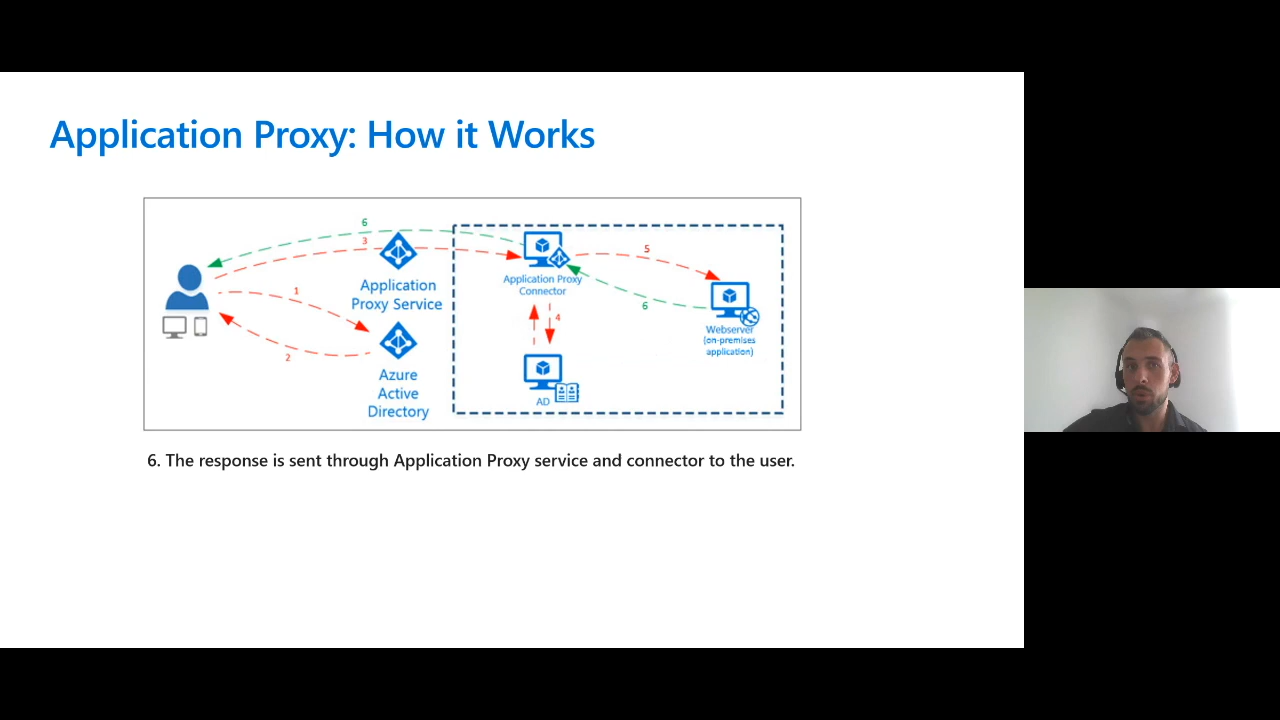 Application Proxy: How it Works
6
3
5
1
Application
Proxy Service
Application Proxy
Connector
6
4
2
Webserver
(on-premises
application)
Azure
Active
Directory
AD
6. The response is sent through Application Proxy service and connector to the user.